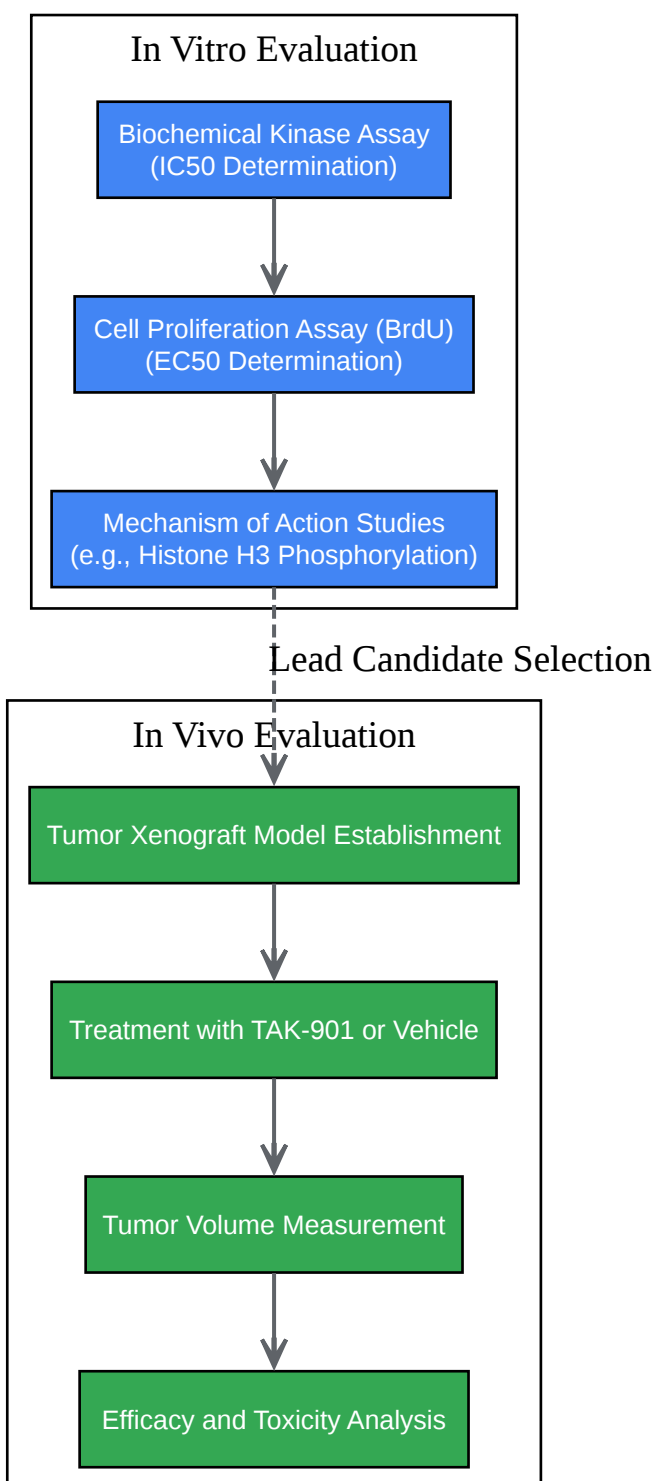 In Vitro Evaluation
Biochemical Kinase Assay
(IC50 Determination)
Cell Proliferation Assay (BrdU)
(EC50 Determination)
Mechanism of Action Studies
(e.g., Histone H3 Phosphorylation)
Lead Candidate Selection
In Vivo Evaluation
Tumor Xenograft Model Establishment
Treatment with TAK-901 or Vehicle
Tumor Volume Measurement
Efficacy and Toxicity Analysis